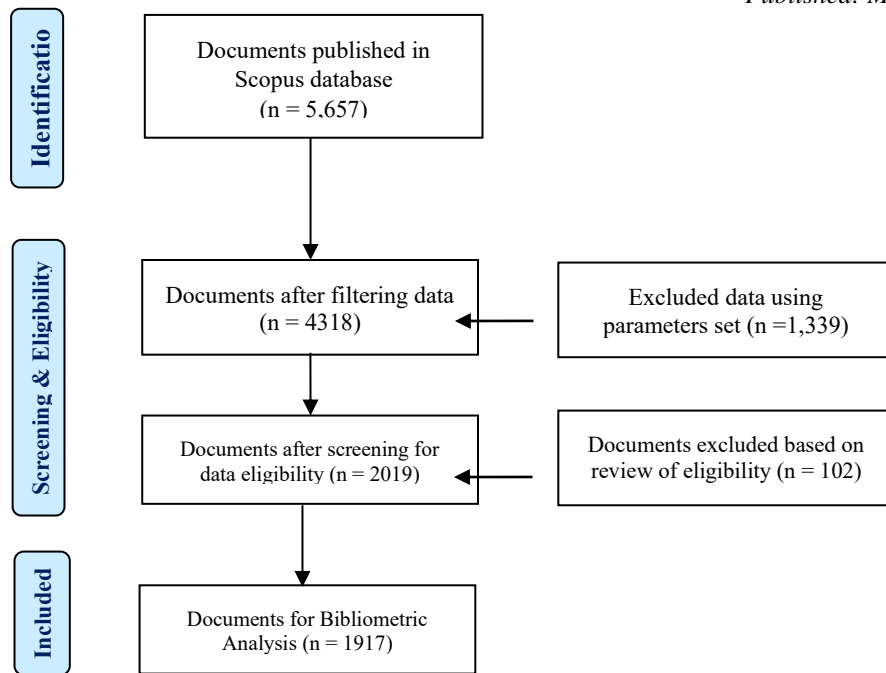 Published: M
Identificatio
Documents published in
Scopus database
(n = 5,657)
Screening & Eligibility
Documents after filtering data
(n = 4318)
Excluded data using
parameters set (n =1,339)
Documents after screening for
data eligibility (n = 2019)
Documents excluded based on
review of eligibility (n = 102)
Included
Documents for Bibliometric
Analysis (n = 1917)